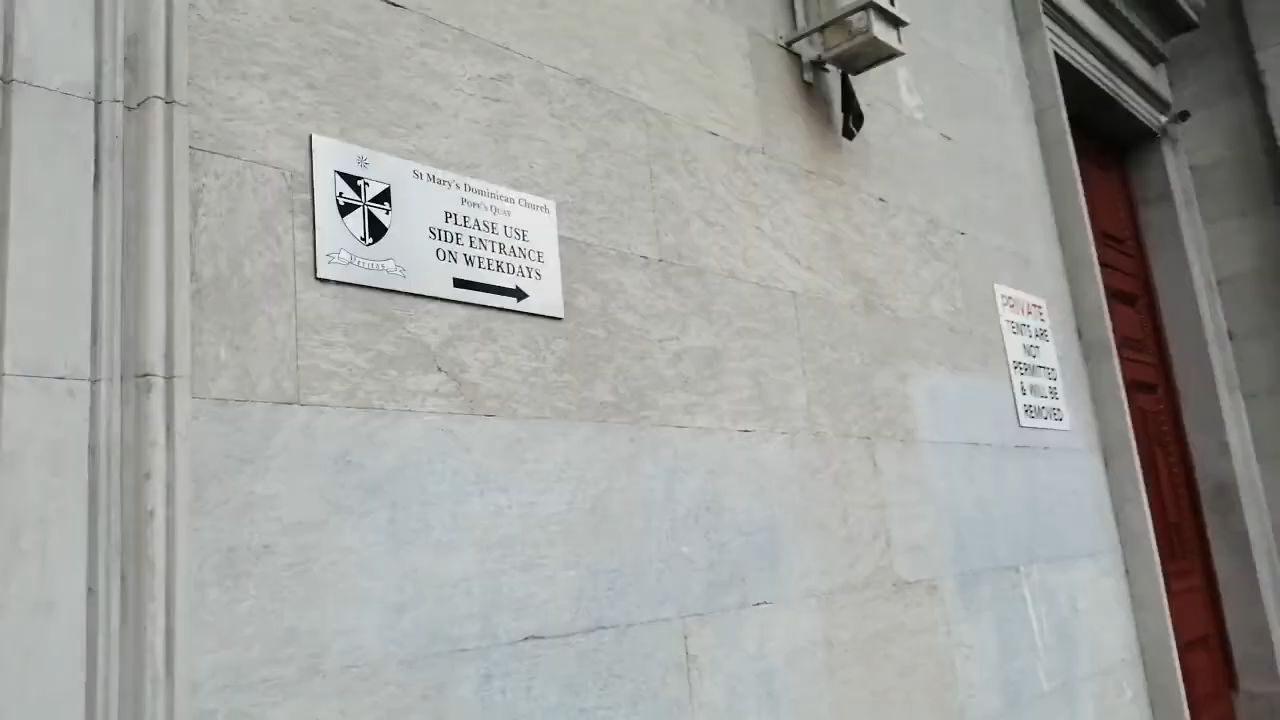 St Mary's Dominican Church
Pope's Quay
PLEASE USE
SIDE ENTRANCE
ON WEEKDAYS
Veritas
PRIVATE
TENTS ARE
NOT
PERMITTED
& WILL BE
REMOVED